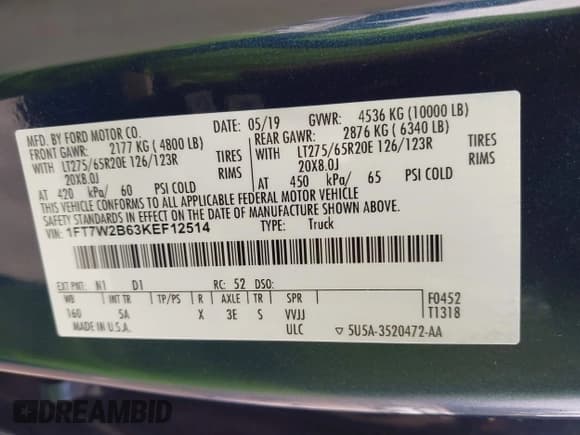 MFD. BY FORD MOTOR CO. DATE: 05/19 GVWR: 4536 KG (10000 LB)
FRONT GAWR: 2177 KG ( 4800 LB) REAR GAWR: 2876 KG ( 6340 LB)
WITH LT275/65R20E 126/123R TIRES WITH LT275/65R20E 126/123R TIRES
20X8.0J RIMS 20X8.0J RIMS
AT 420 kPa/ 60 PSI COLD AT 450 kPa/ 65 PSI COLD
THIS VEHICLE CONFORMS TO ALL APPLICABLE FEDERAL MOTOR VEHICLE
SAFETY STANDARDS IN EFFECT ON THE DATE OF MANUFACTURE SHOWN ABOVE.
VIN: 1FT7W2B63KEF12514 TYPE: Truck
EXT PNT: N1 D1 RC: 52 DSO:
WB INT TR TP/PS R AXLE TR SPR F0452
160 5A X 3E S VVJJ T1318
MADE IN U.S.A. ULC ▽ 5U5A-3520472-AA
DREAMBID